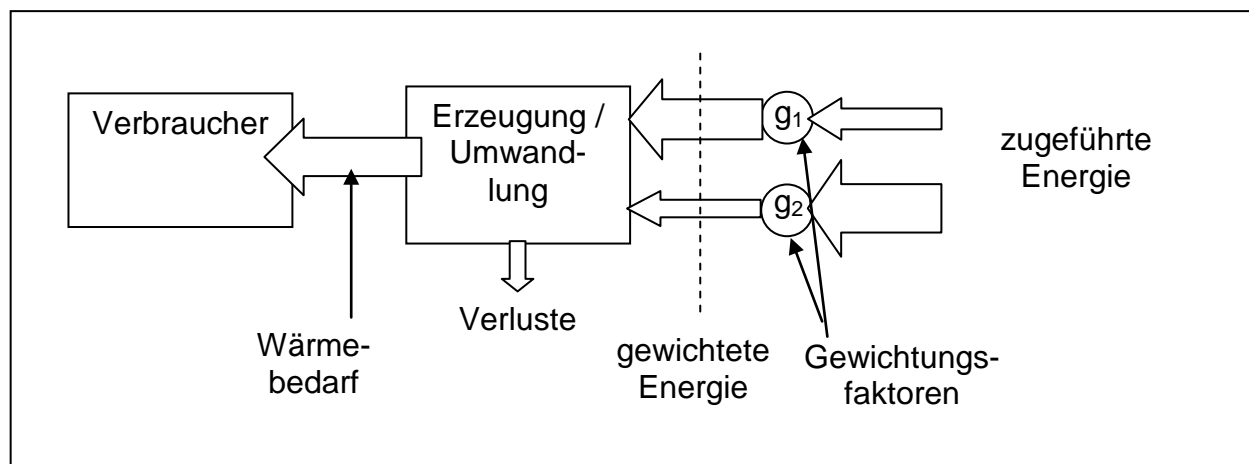 Verbraucher
Erzeugung /
Umwand-
lung
g1
g2
zugeführte
Energie
Verluste
Wärme-
bedarf
gewichtete
Energie
Gewichtungs-
faktoren